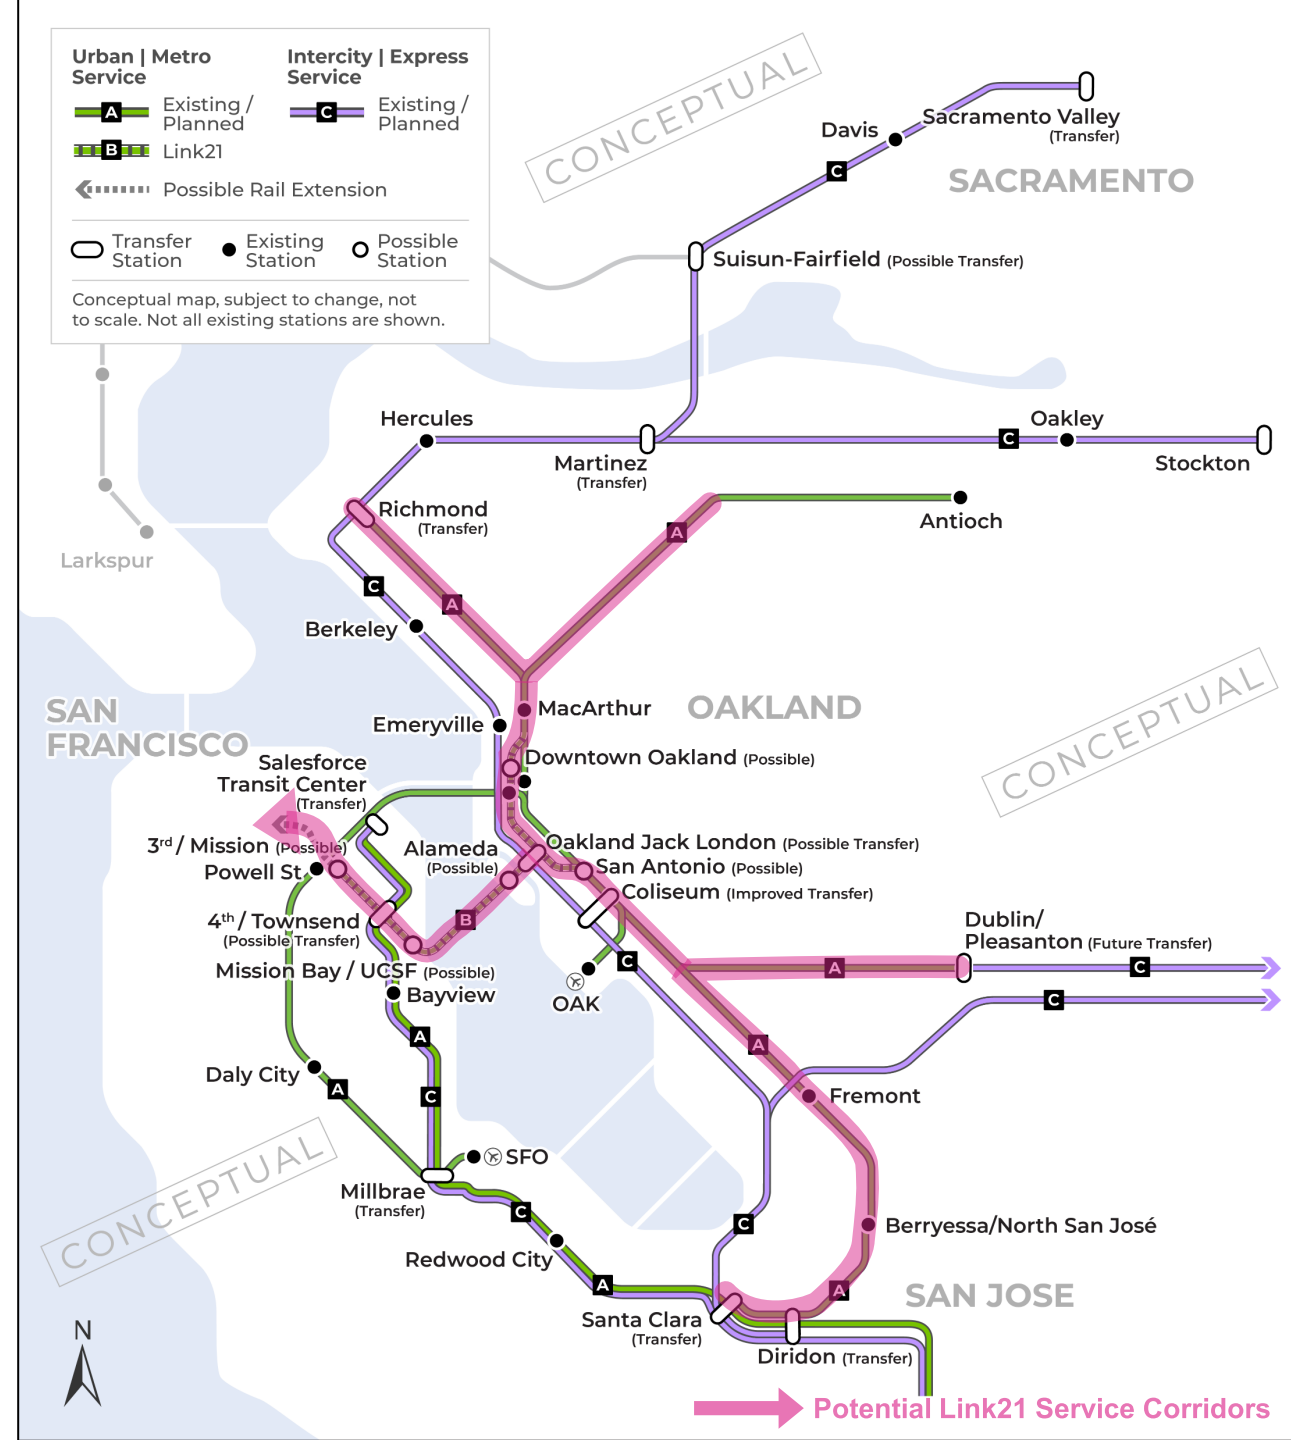 Urban | Metro
Service
Intercity | Express
Service
A
Existing /
Planned
C
Existing /
Planned
B
Link21
Possible Rail Extension
Transfer
Station
Existing
Station
Possible
Station
Conceptual map, subject to change, not
to scale. Not all existing stations are shown.
CONCEPTUAL
Sacramento Valley
(Transfer)
Davis
C
SACRAMENTO
Suisun-Fairfield (Possible Transfer)
Hercules
Martinez
(Transfer)
C
Oakley
Stockton
Richmond
(Transfer)
A
Antioch
Larkspur
C
A
Berkeley
CONCEPTUAL
SAN
FRANCISCO
Emeryville
MacArthur
OAKLAND
Salesforce
Transit Center
(Transfer)
Downtown Oakland (Possible)
3rd / Mission (Possible)
Alameda
(Possible)
Oakland Jack London (Possible Transfer)
Powell St.
San Antonio (Possible)
Coliseum (Improved Transfer)
4th / Townsend
(Possible Transfer)
B
Dublin/
Pleasanton (Future Transfer)
Mission Bay / UCSF (Possible)
C
A
C
Bayview
OAK
C
A
A
Daly City
A
C
Fremont
CONCEPTUAL
SFO
Millbrae
(Transfer)
C
C
Berryessa/North San José
Redwood City
A
A
SAN JOSE
Santa Clara
(Transfer)
Diridon (Transfer)
N
Potential Link21 Service Corridors